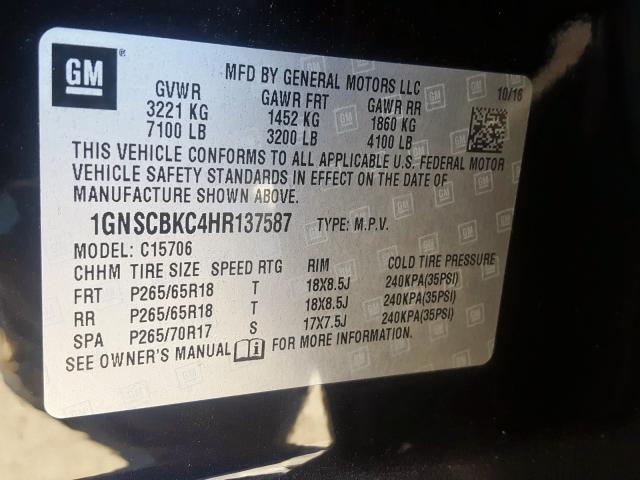 GM ®
MFD BY GENERAL MOTORS LLC
10/16
GVWR GAWR FRT GAWR RR
3221 KG 1452 KG 1860 KG
7100 LB 3200 LB 4100 LB
THIS VEHICLE CONFORMS TO ALL APPLICABLE U.S. FEDERAL MOTOR
VEHICLE SAFETY STANDARDS IN EFFECT ON THE DATE OF
MANUFACTURE SHOWN ABOVE.
1GNSCBKC4HR137587 TYPE: M.P.V.
MODEL: C15706
CHHM TIRE SIZE SPEED RTG RIM COLD TIRE PRESSURE
FRT P265/65R18 T 18X8.5J 240KPA(35PSI)
RR P265/65R18 T 18X8.5J 240KPA(35PSI)
SPA P265/70R17 S 17X7.5J 240KPA(35PSI)
SEE OWNER'S MANUAL FOR MORE INFORMATION.